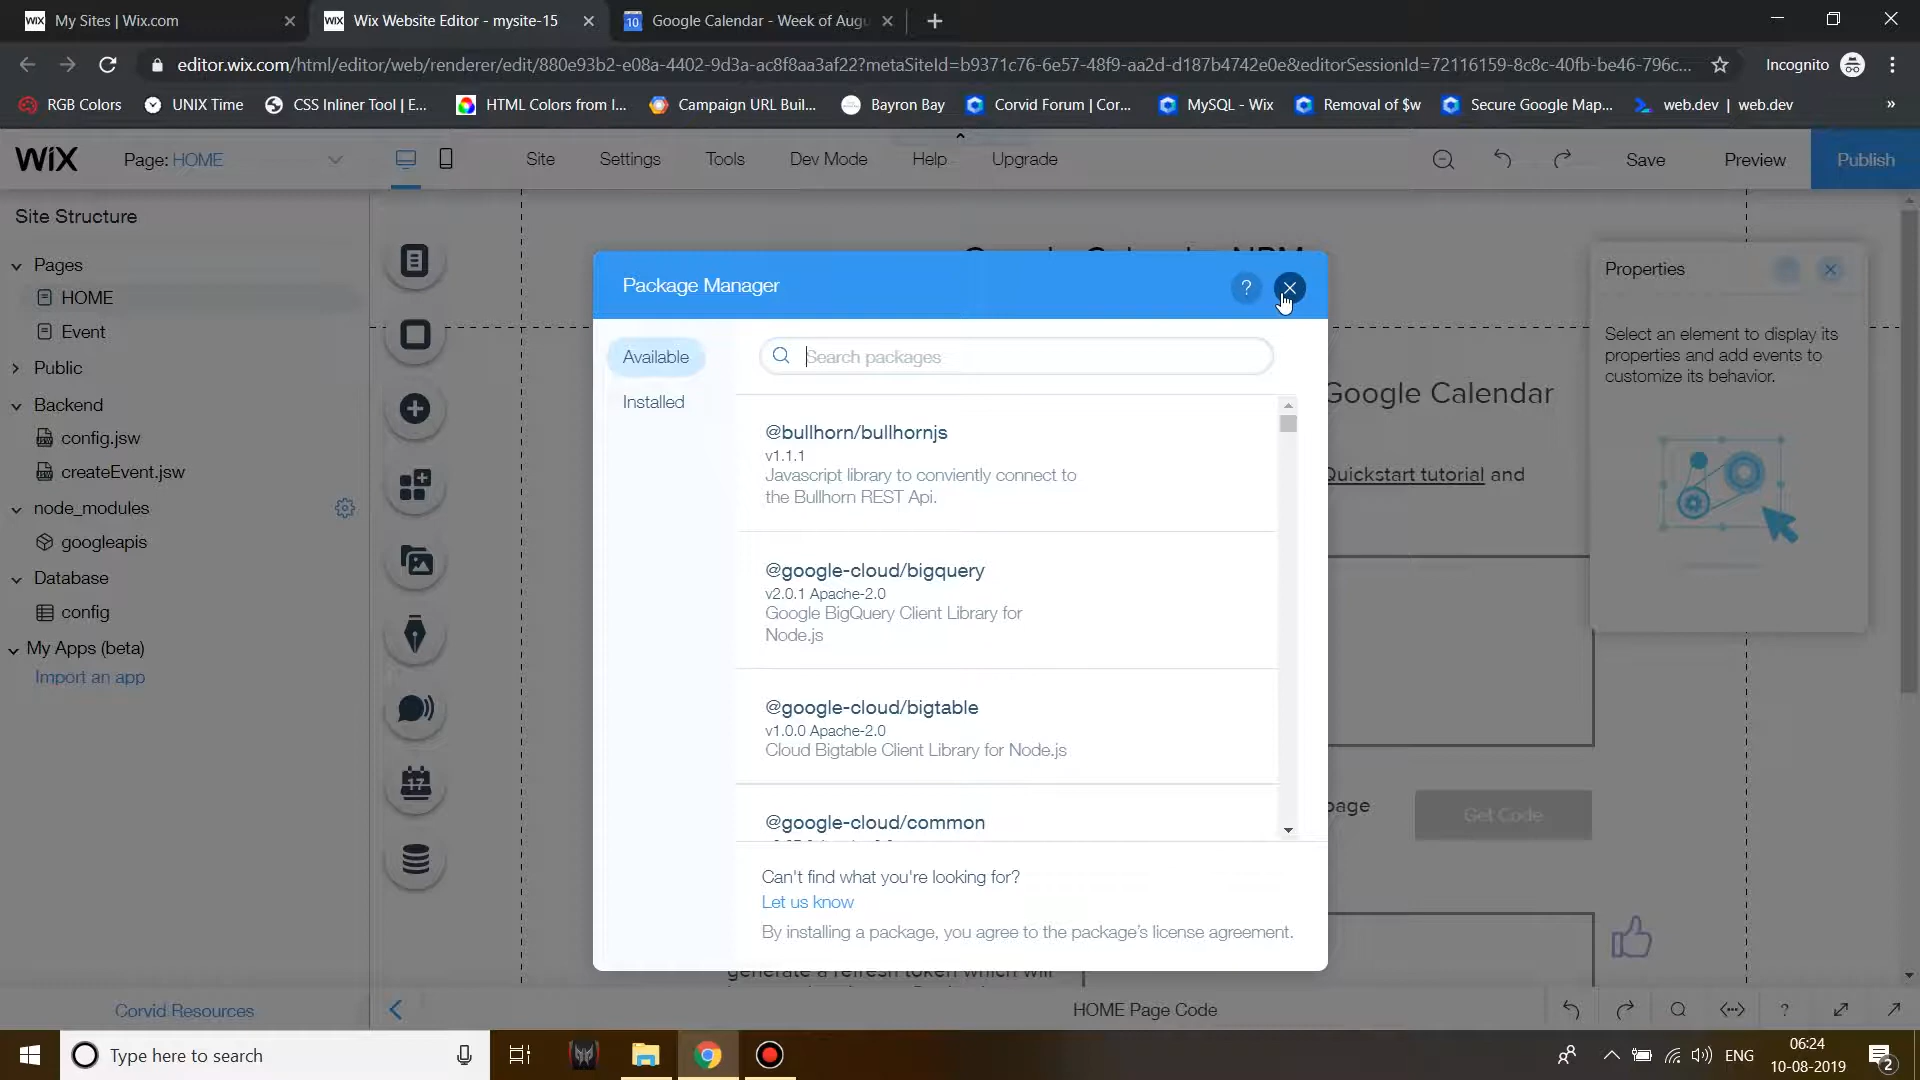 My Sites | Wix.com
Wix Website Editor - mysite-15
Google Calendar - Week of Augu
editor.wix.com/html/editor/web/renderer/edit/880e93b2-e08a-4402-9d3a-ac8f8aa3af22?metaSiteId=b9371c76-6e57-48f9-aa2d-d187b4742e0e&editorSessionId=72116159-8c8c-40fb-be46-796c...
Incognito
RGB Colors
UNIX Time
CSS Inliner Tool | E...
HTML Colors from I...
Campaign URL Buil...
Bayron Bay
Corvid Forum | Cor...
MySQL - Wix
Removal of $w
Secure Google Map...
web.dev | web.dev
»
WiX
Page: HOME
Site
Settings
Tools
Dev Mode
Help
Upgrade
Save
Preview
Publish
Site Structure
Pages
HOME
Event
Public
Backend
config.jsw
createEvent.jsw
node_modules
googleapis
Database
config
My Apps (beta)
Import an app
17
Package Manager
?
Available
Installed
Search packages
@bullhorn/bullhornjs
v1.1.1
Javascript library to conviently connect to
the Bullhorn REST Api.
@google-cloud/bigquery
v2.0.1 Apache-2.0
Google BigQuery Client Library for
Node.js
@google-cloud/bigtable
v1.0.0 Apache-2.0
Cloud Bigtable Client Library for Node.js
@google-cloud/common
Can't find what you're looking for?
Let us know
By installing a package, you agree to the package's license agreement.
Google Calendar
Quickstart tutorial and
page
Get Code
generate a refresh token which will
Properties
Select an element to display its
properties and add events to
customize its behavior.
Corvid Resources
HOME Page Code
?
Type here to search
ENG
06:24
10-08-2019
2